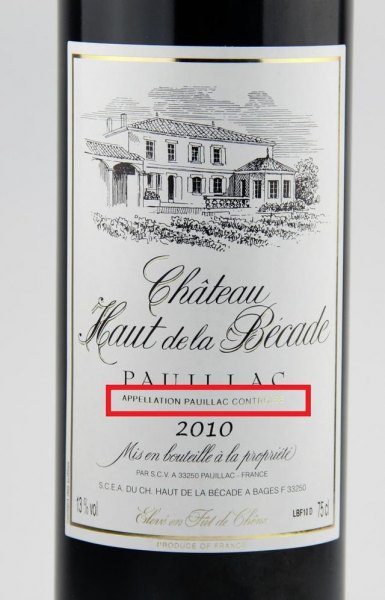 Château
Haut de la Bécade
PAUILLAC
APPELLATION PAUILLAC CONTRÔLÉE
2010
Mis en bouteille à la propriété
PAR S.C.V. A 33250 PAUILLAC - FRANCE
S.C.E.A. DU CH. HAUT DE LA BÉCADE A BAGES F 33250
13 % vol
Elevé en Fût de Chêne
LBF10 D
75 cl
PRODUCE OF FRANCE